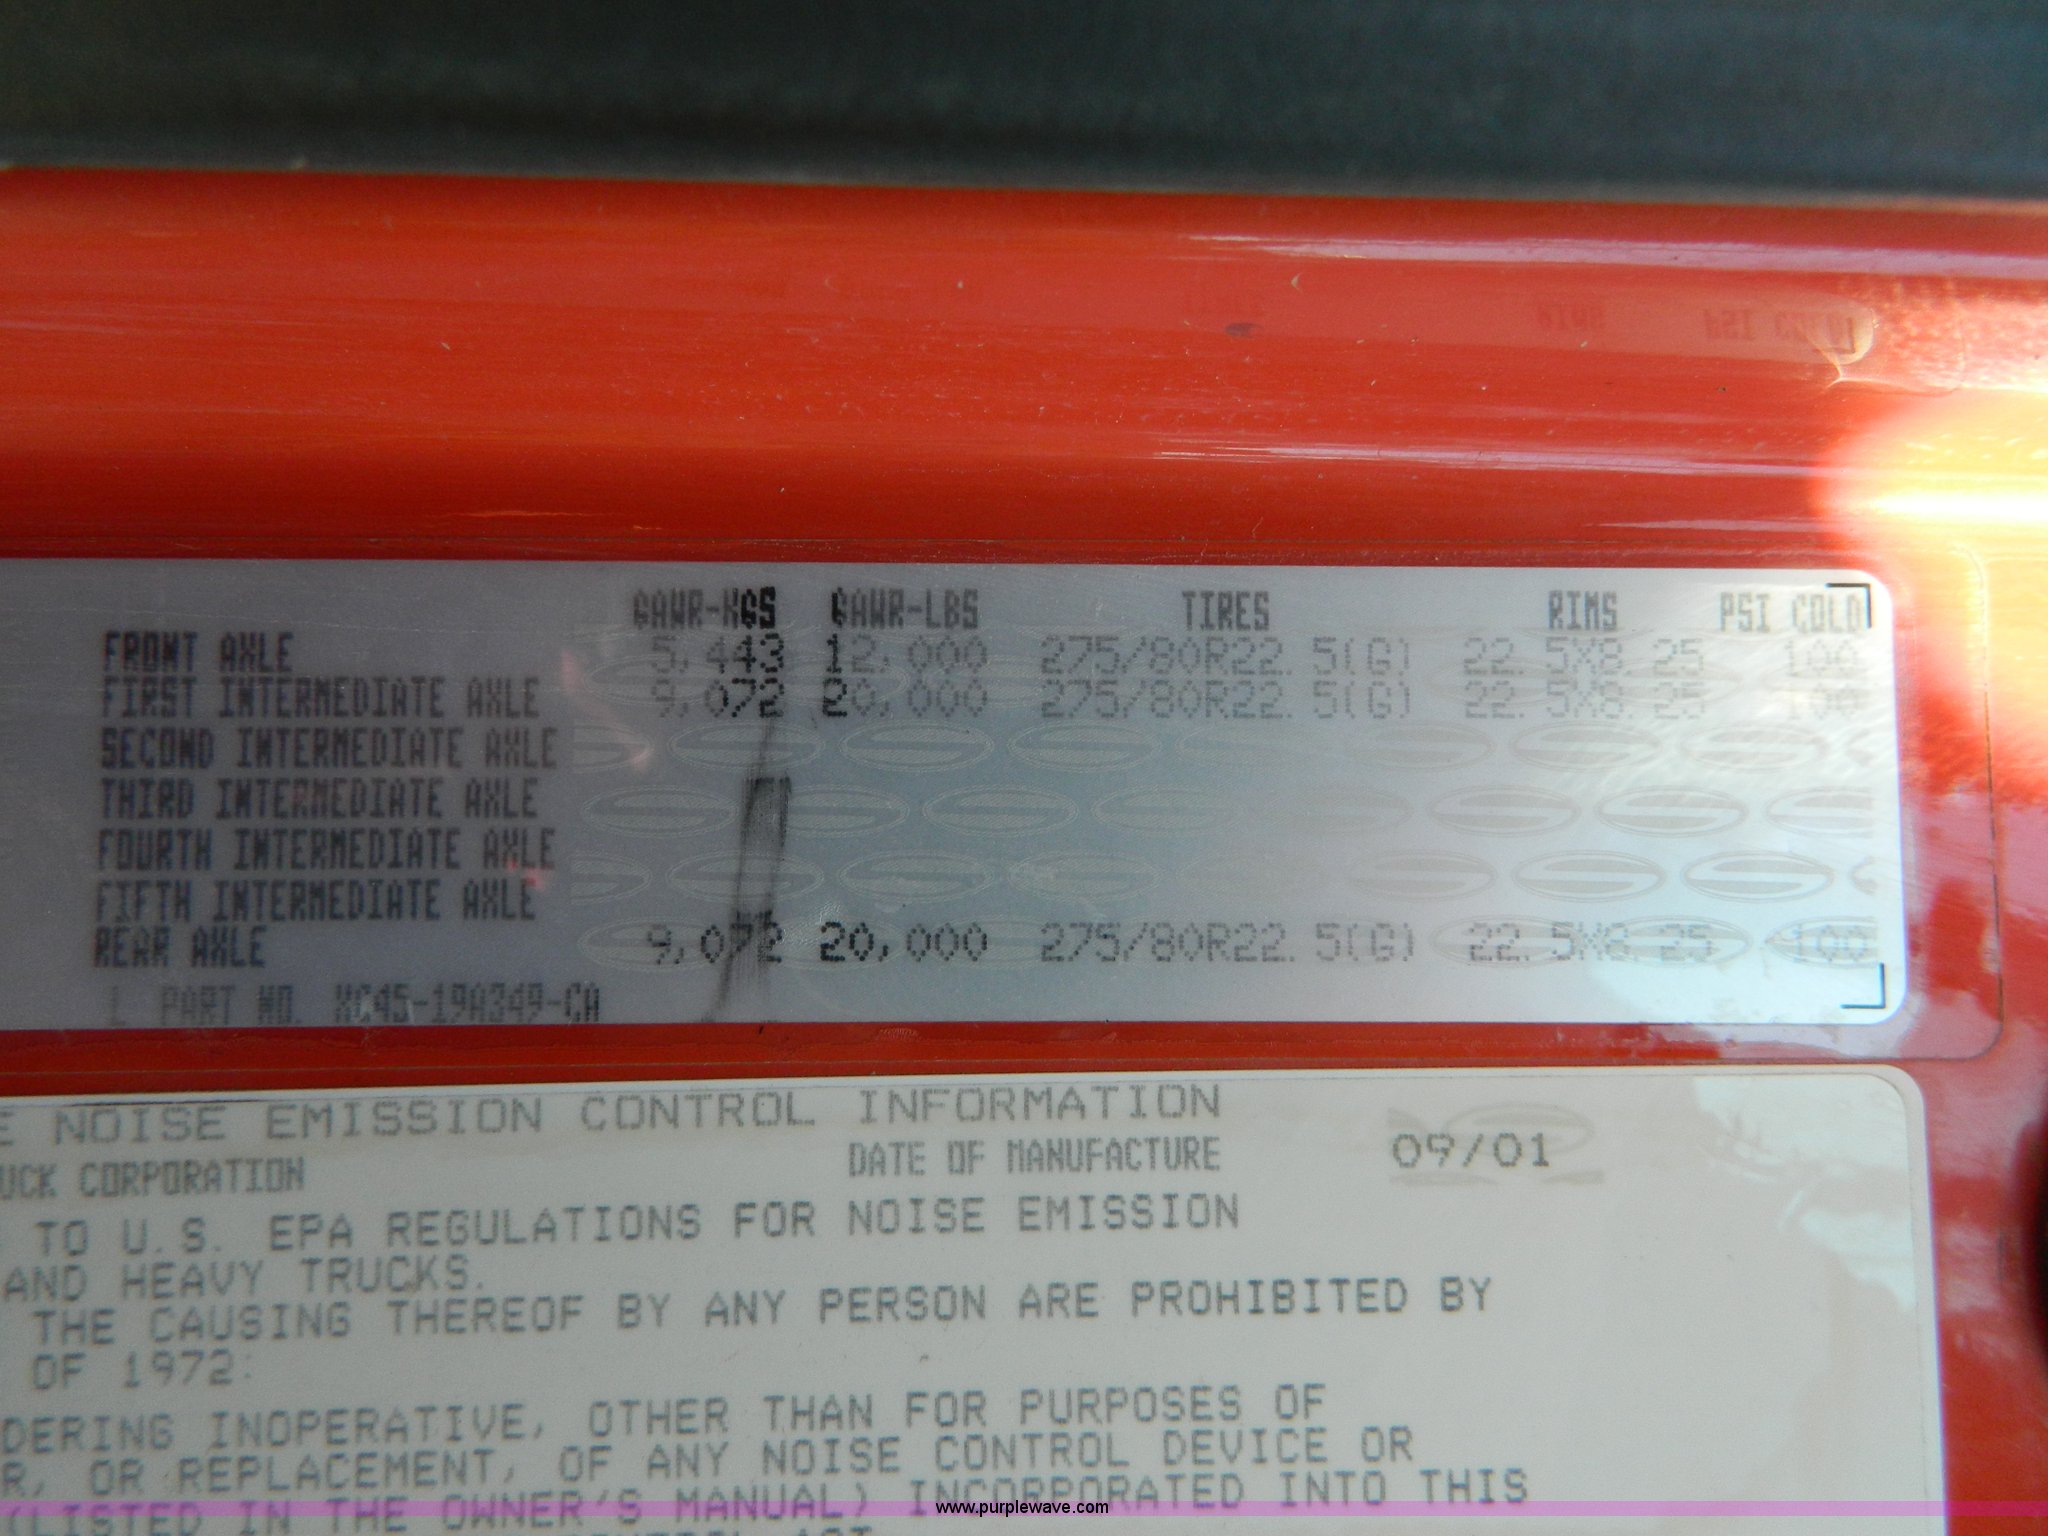 GAWR-KGS GAWR-LBS TIRES RIMS PSI COLD
FRONT AXLE 5,443 12,000 275/80R22.5(G) 22.5X8.25 100
FIRST INTERMEDIATE AXLE 9,072 20,000 275/80R22.5(G) 22.5X8.25 100
SECOND INTERMEDIATE AXLE
THIRD INTERMEDIATE AXLE
FOURTH INTERMEDIATE AXLE
FIFTH INTERMEDIATE AXLE
REAR AXLE 9,072 20,000 275/80R22.5(G) 22.5X8.25 100
PART NO. XC45-19A349-CA
E NOISE EMISSION CONTROL INFORMATION
UCK CORPORATION DATE OF MANUFACTURE 09/01
TO U.S. EPA REGULATIONS FOR NOISE EMISSION
AND HEAVY TRUCKS.
THE CAUSING THEREOF BY ANY PERSON ARE PROHIBITED BY
OF 1972:
DERING INOPERATIVE, OTHER THAN FOR PURPOSES OF
R, OR REPLACEMENT, OF ANY NOISE CONTROL DEVICE OR
(LISTED IN THE OWNER'S MANUAL) INCORPORATED INTO THIS
www.purplewave.com